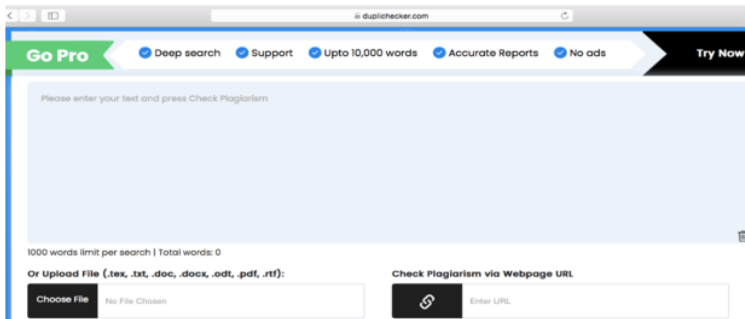 duplichecker.com
Go Pro Deep search Support Upto 10,000 words Accurate Reports No ads Try Now
Please enter your text and press Check Plagiarism
1000 words limit per search | Total words: 0
Or Upload File (.tex, .txt, .doc, .docx, .odt, .pdf, .rtf): Check Plagiarism via Webpage URL
Choose File No File Chosen Enter URL